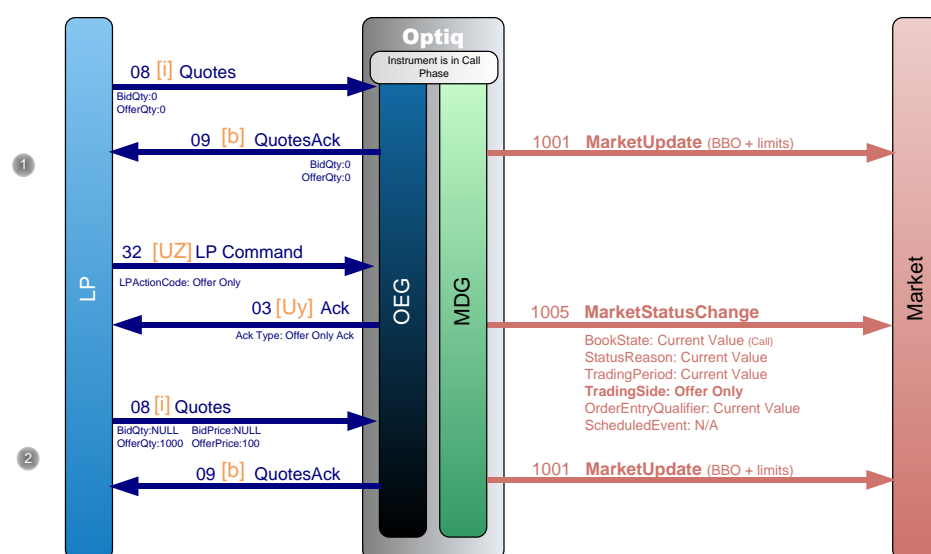 Optiq
Instrument is in Call
Phase
08 [i] Quotes
BidQty:0
OfferQty:0
09 [b] QuotesAck
BidQty:0
OfferQty:0
1001 MarketUpdate (BBO + limits)
1
32 [UZ] LP Command
LPActionCode: Offer Only
LP
OEG
MDG
Market
03 [Uy] Ack
Ack Type: Offer Only Ack
1005 MarketStatusChange
BookState: Current Value (Call)
StatusReason: Current Value
TradingPeriod: Current Value
TradingSide: Offer Only
OrderEntryQualifier: Current Value
ScheduledEvent: N/A
08 [i] Quotes
BidQty:NULL BidPrice:NULL
OfferQty:1000 OfferPrice:100
2
09 [b] QuotesAck
1001 MarketUpdate (BBO + limits)